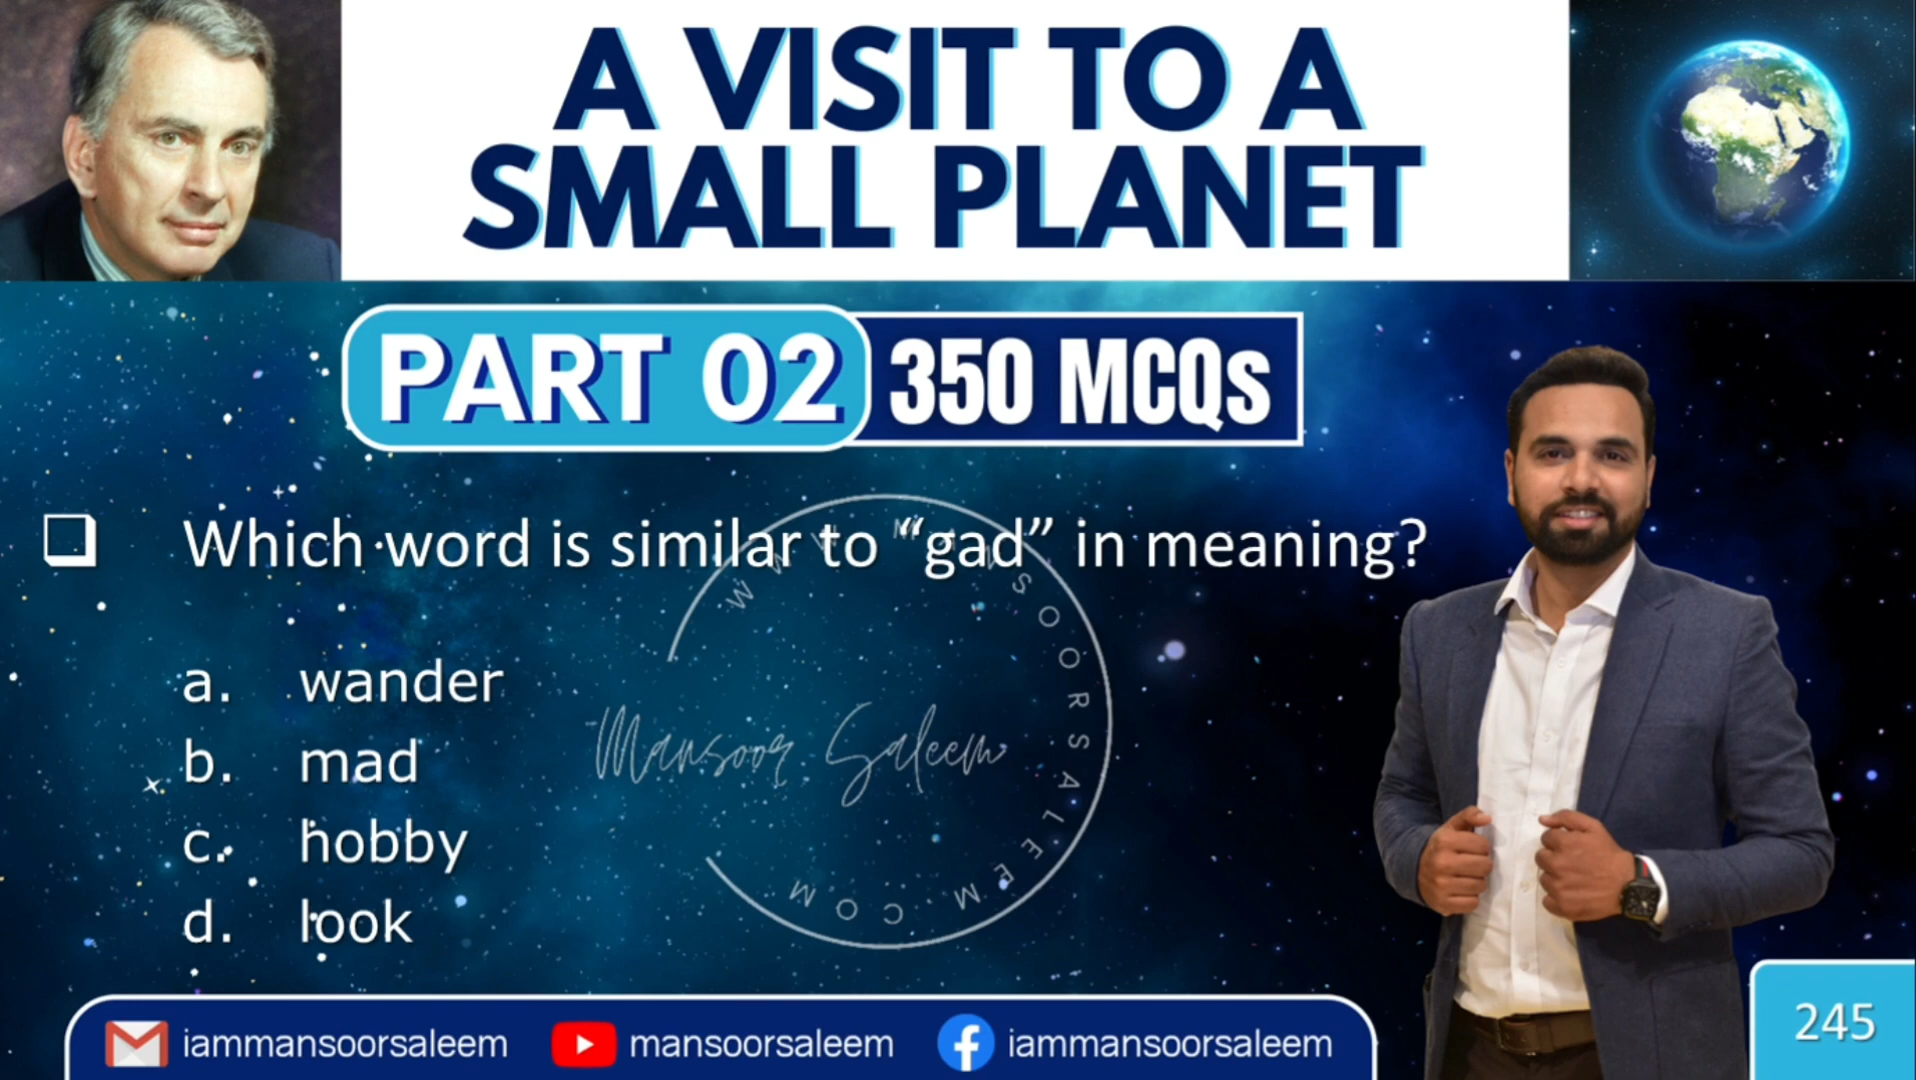 A VISIT TO A
SMALL PLANET
PART 02 350 MCQs
Which word is similar to “gad” in meaning?
a. wander
b. mad
c. hobby
d. look
WWW.MANSOORSALEEM.COM
Mansoor Saleem
iammansoorsaleem mansoorsaleem iammansoorsaleem
245